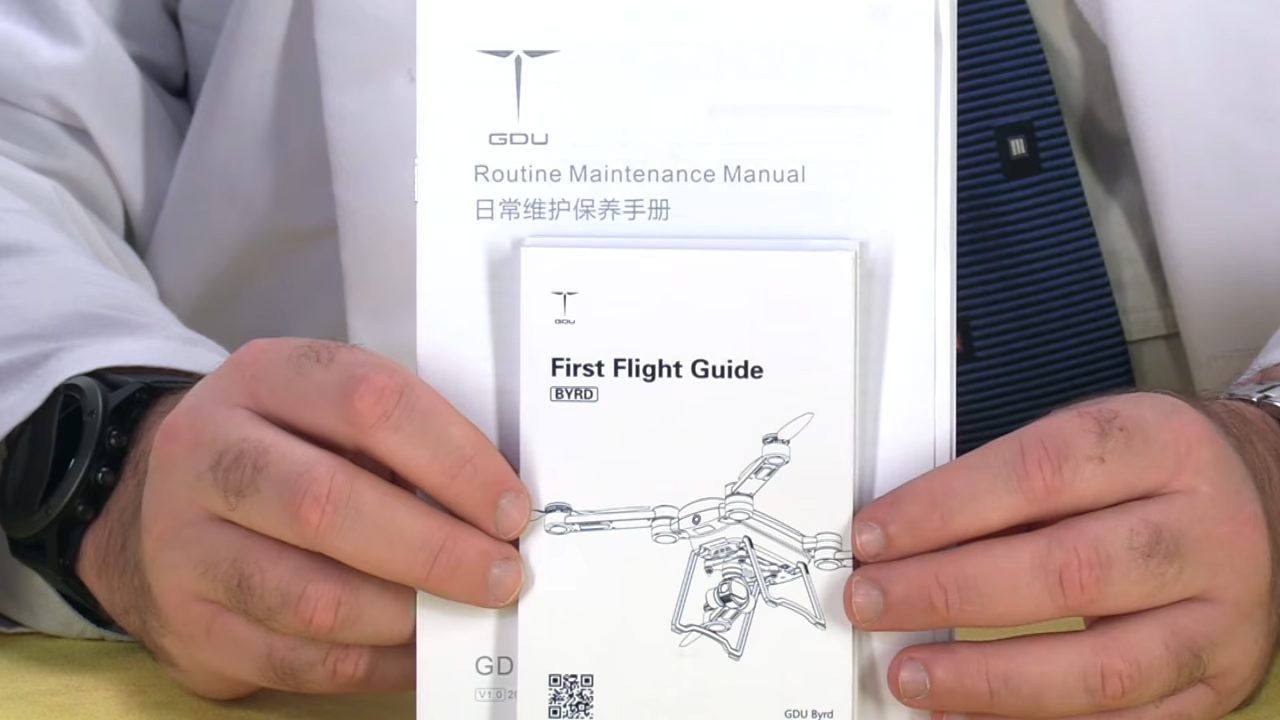 GDU
Routine Maintenance Manual
日常维护保养手册
GDU
First Flight Guide
BYRD
GD
V1.0
GDU Byrd